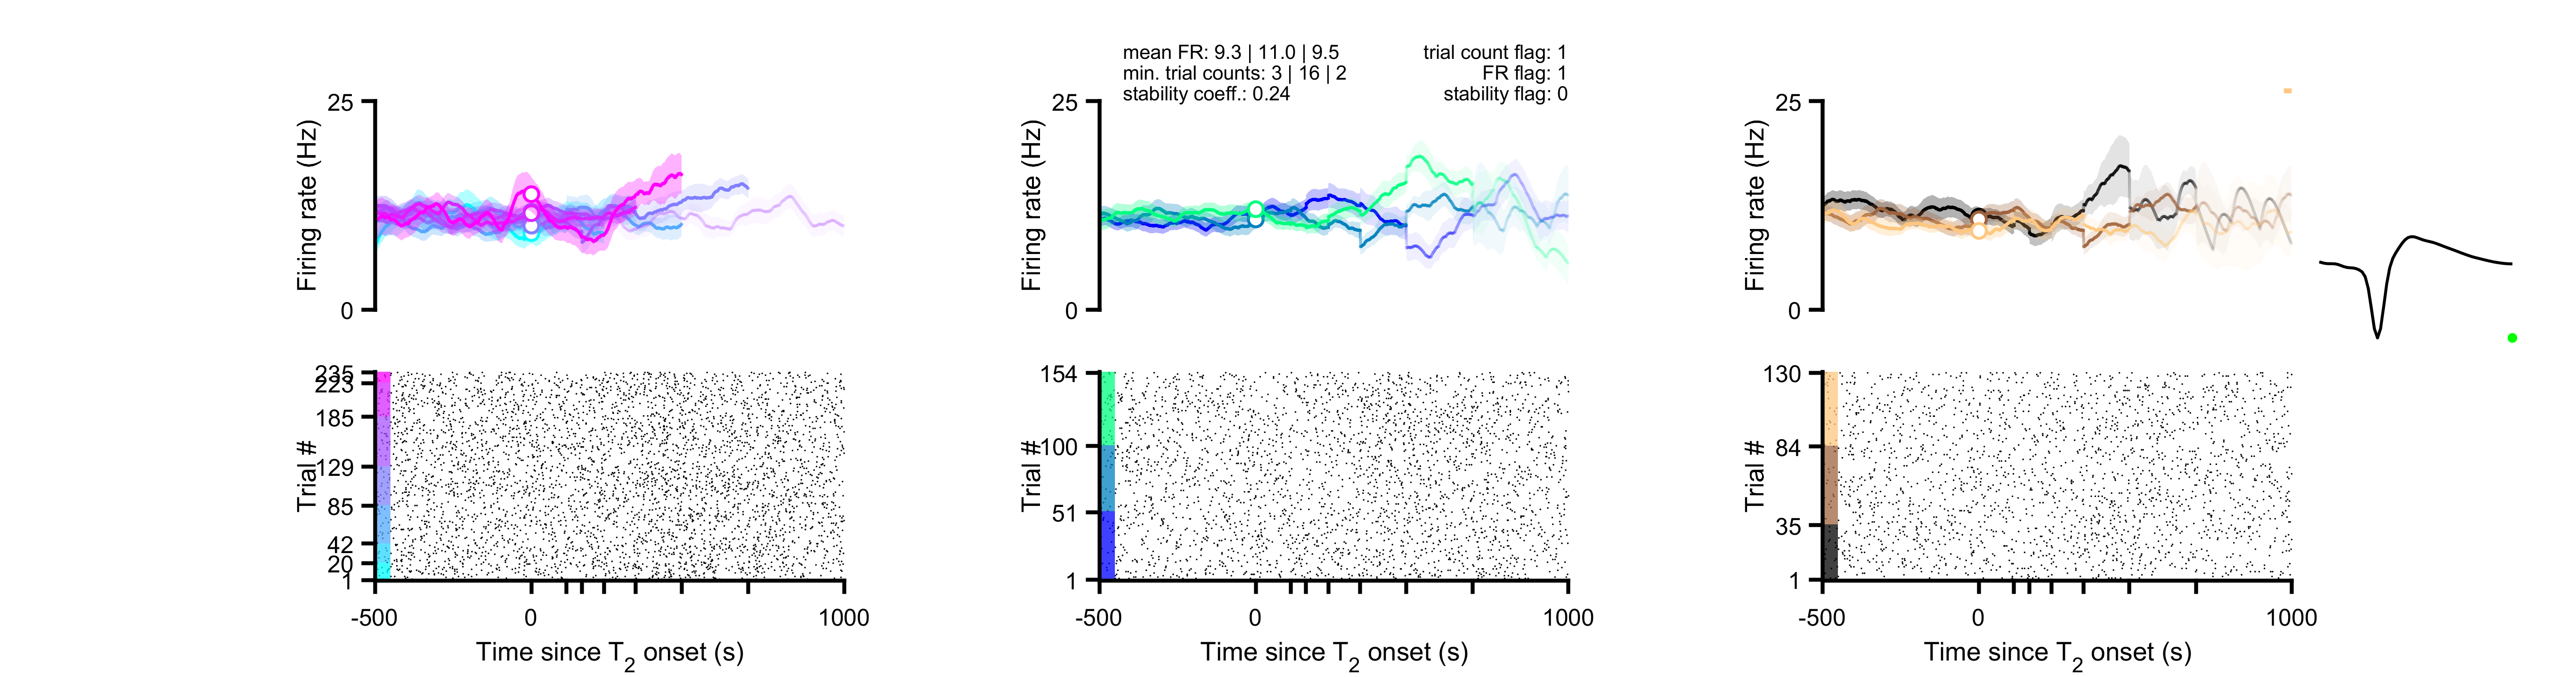 mean FR: 9.3 | 11.0 | 9.5
min. trial counts: 3 | 16 | 2
stability coeff.: 0.24
trial count flag: 1
FR flag: 1
stability flag: 0
25
Firing rate (Hz)
0
25
Firing rate (Hz)
0
25
Firing rate (Hz)
0
235
223
185
129
85
42
20
1
Trial #
-500
0
1000
Time since T2 onset (s)
154
100
51
1
Trial #
-500
0
1000
Time since T2 onset (s)
130
84
35
1
Trial #
-500
0
1000
Time since T2 onset (s)